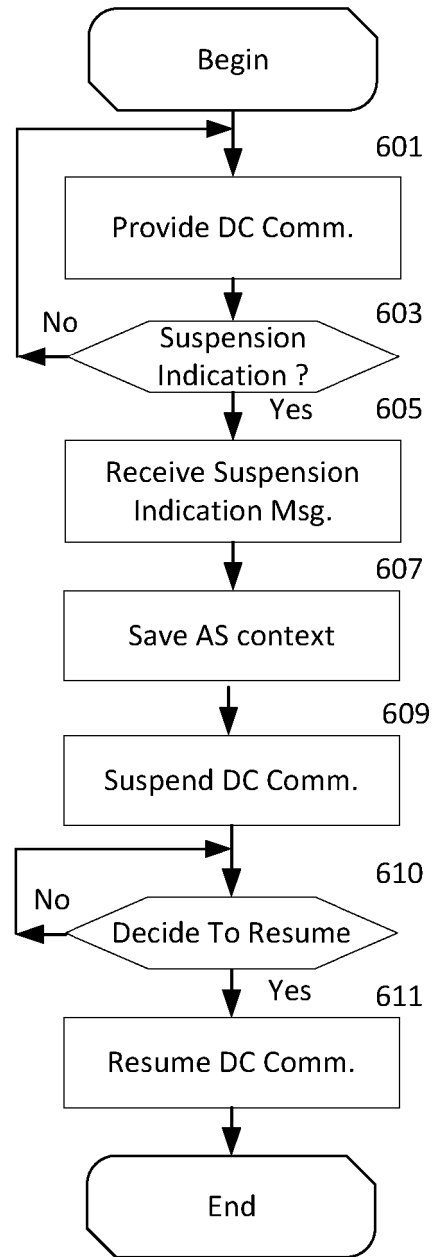 Begin
601
Provide DC Comm.
603
No
Suspension
Indication ?
Yes
605
Receive Suspension
Indication Msg.
607
Save AS context
609
Suspend DC Comm.
610
No
Decide To Resume
Yes
611
Resume DC Comm.
End